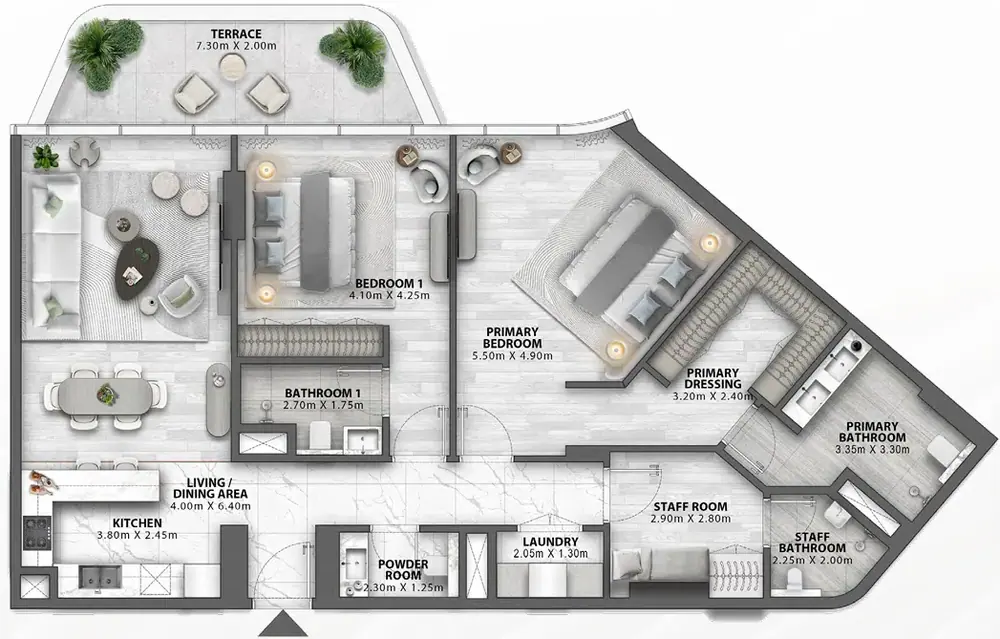 TERRACE
7.30m X 2.00m
BEDROOM 1
4.10m X 4.25m
PRIMARY
BEDROOM
5.50m X 4.90m
PRIMARY
DRESSING
3.20m X 2.40m
BATHROOM 1
2.70m X 1.75m
PRIMARY
BATHROOM
3.35m X 3.30m
LIVING /
DINING AREA
4.00m X 6.40m
KITCHEN
3.80m X 2.45m
STAFF ROOM
2.90m X 2.80m
LAUNDRY
2.05m X 1.30m
STAFF
BATHROOM
2.25m X 2.00m
POWDER
ROOM
2.30m X 1.25m